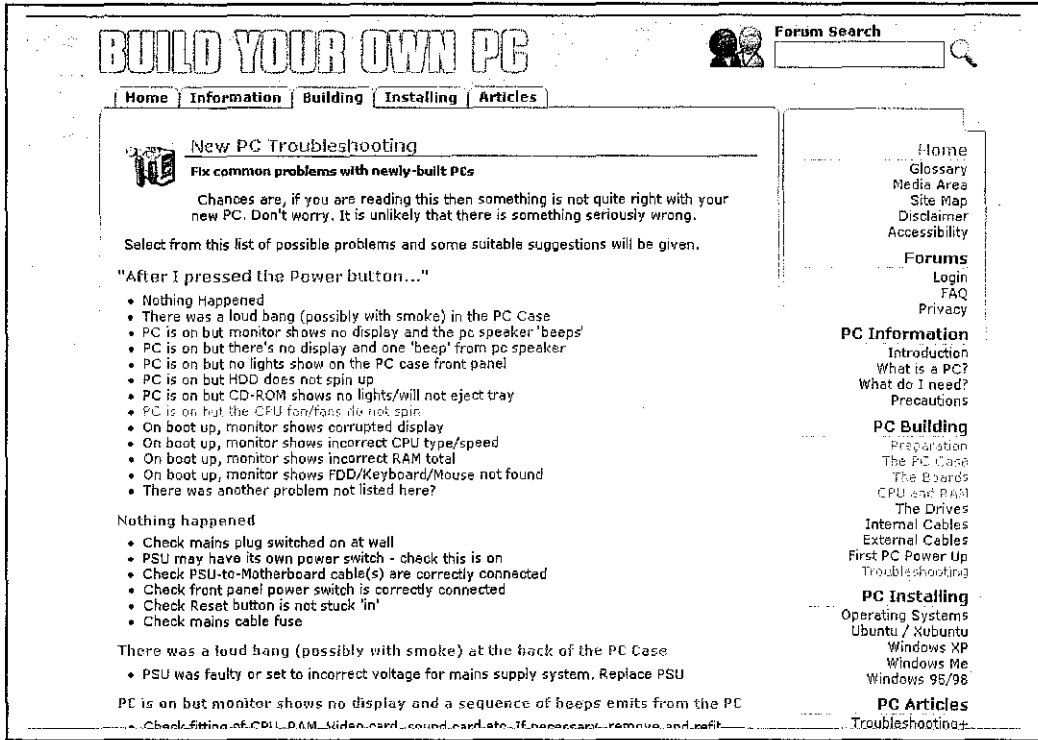 BUILD YOUR OWN PC
Forum Search
Home
Information
Building
Installing
Articles
New PC Troubleshooting
Fix common problems with newly-built PCs
Chances are, if you are reading this then something is not quite right with your
new PC. Don't worry. It is unlikely that there is something seriously wrong.
Select from this list of possible problems and some suitable suggestions will be given.
"After I pressed the Power button..."
• Nothing Happened
• There was a loud bang (possibly with smoke) in the PC Case
• PC is on but monitor shows no display and the pc speaker 'beeps'
• PC is on but there's no display and one 'beep' from pc speaker
• PC is on but no lights show on the PC case front panel
• PC is on but HDD does not spin up
• PC is on but CD-ROM shows no lights/will not eject tray
• PC is on but the CPU fan/fans do not spin
• On boot up, monitor shows corrupted display
• On boot up, monitor shows incorrect CPU type/speed
• On boot up, monitor shows incorrect RAM total
• On boot up, monitor shows FDD/Keyboard/Mouse not found
• There was another problem not listed here?
Nothing happened
• Check mains plug switched on at wall
• PSU may have its own power switch - check this is on
• Check PSU-to-Motherboard cable(s) are correctly connected
• Check front panel power switch is correctly connected
• Check Reset button is not stuck 'in'
• Check mains cable fuse
There was a loud bang (possibly with smoke) at the back of the PC Case
• PSU was faulty or set to incorrect voltage for mains supply system. Replace PSU
PC is on but monitor shows no display and a sequence of beeps emits from the PC
• Check fitting of CPU, RAM, Video card, sound card etc. If necessary, remove and refit
Home
Glossary
Media Area
Site Map
Disclaimer
Accessibility
Forums
Login
FAQ
Privacy
PC Information
Introduction
What is a PC?
What do I need?
Precautions
PC Building
Preparation
The PC Case
The Boards
CPU and RAM
The Drives
Internal Cables
External Cables
First PC Power Up
Troubleshooting
PC Installing
Operating Systems
Ubuntu / Xubuntu
Windows XP
Windows Me
Windows 95/98
PC Articles
Troubleshooting+